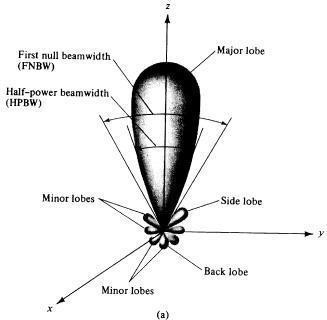 z
First null beamwidth
(FNBW)
Major lobe
Half-power beamwidth
(HPBW)
Minor lobes
Side lobe
y
Back lobe
Minor lobes
x
(a)